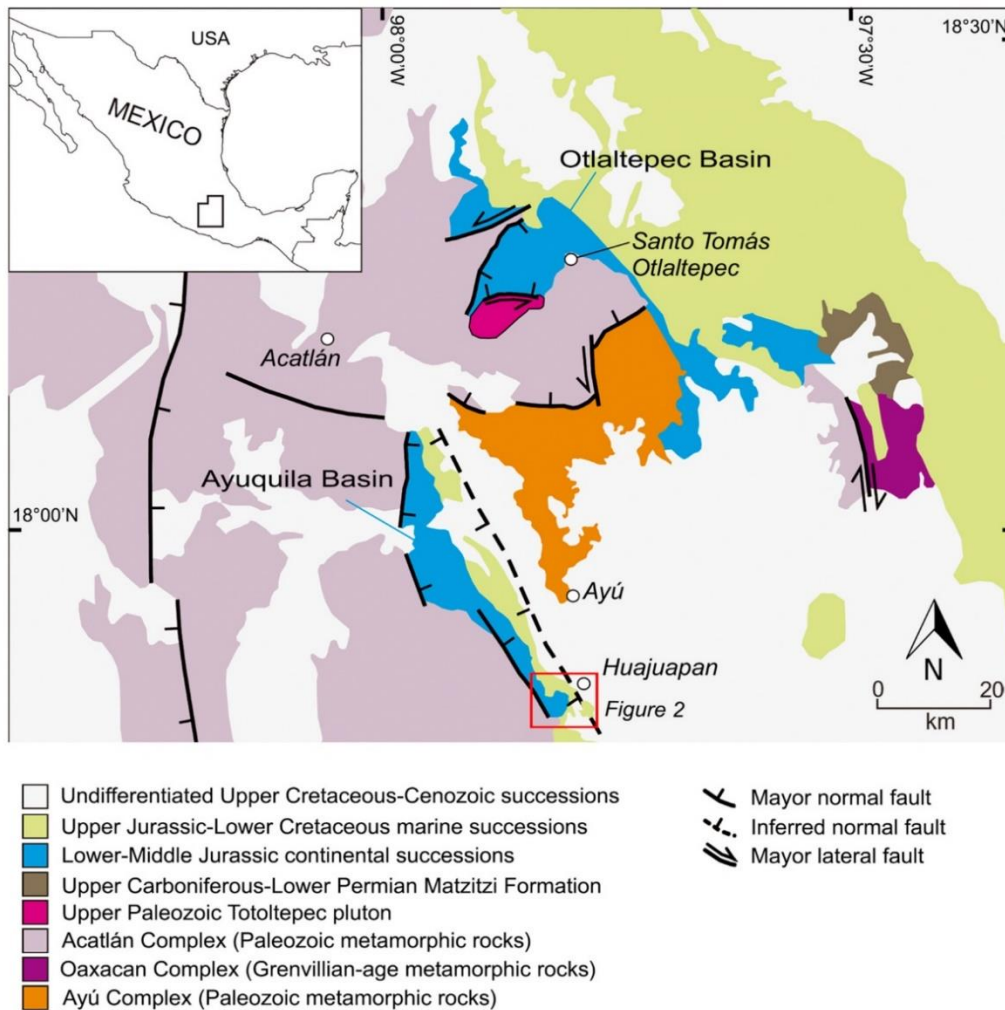 USA
MEXICO
98°00'W
97°30'W
18°30'N
Otlaltepec Basin
Santo Tomás
Otlaltepec
Acatlán
Ayuquila Basin
18°00'N
Ayú
Huajuapan
Figure 2
N
0 20
km
Undifferentiated Upper Cretaceous-Cenozoic successions
Upper Jurassic-Lower Cretaceous marine successions
Lower-Middle Jurassic continental successions
Upper Carboniferous-Lower Permian Matzitzi Formation
Upper Paleozoic Totoltepec pluton
Acatlán Complex (Paleozoic metamorphic rocks)
Oaxacan Complex (Grenvillian-age metamorphic rocks)
Ayú Complex (Paleozoic metamorphic rocks)
Mayor normal fault
Inferred normal fault
Mayor lateral fault